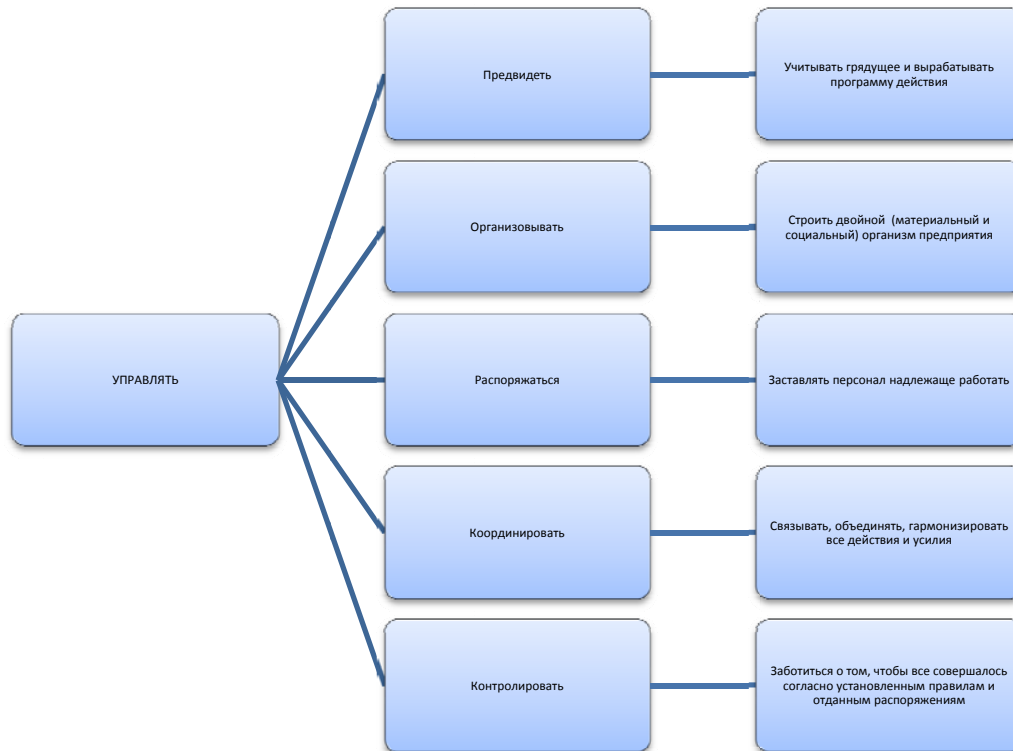 Предвидеть
Учитывать грядущее и вырабатывать
программу действия
Организовывать
Строить двойной (материальный и
социальный) организм предприятия
УПРАВЛЯТЬ
Распоряжаться
Заставлять персонал надлежаще работать
Координировать
Связывать, объединять, гармонизировать
все действия и усилия
Контролировать
Заботиться о том, чтобы все совершалось
согласно установленным правилам и
отданным распоряжениям